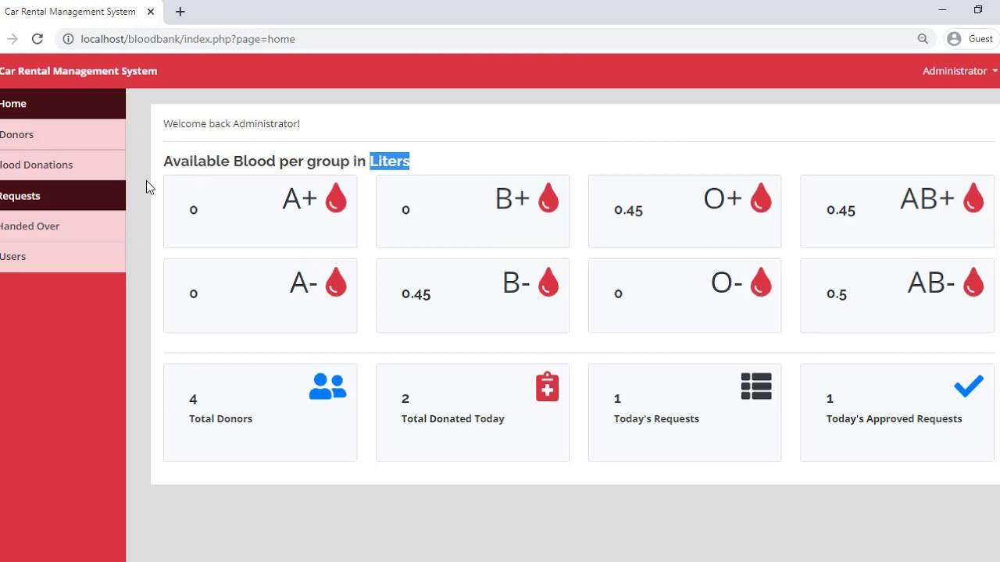 Car Rental Management System
localhost/bloodbank/index.php?page=home
Guest
Car Rental Management System
Administrator
Home
Donors
lood Donations
Requests
Handed Over
Users
Welcome back Administrator!
Available Blood per group in Liters
0 A+
0 B+
0.45 O+
0.45 AB+
0 A-
0.45 B-
0 O-
0.5 AB-
4
Total Donors
2
Total Donated Today
1
Today's Requests
1
Today's Approved Requests